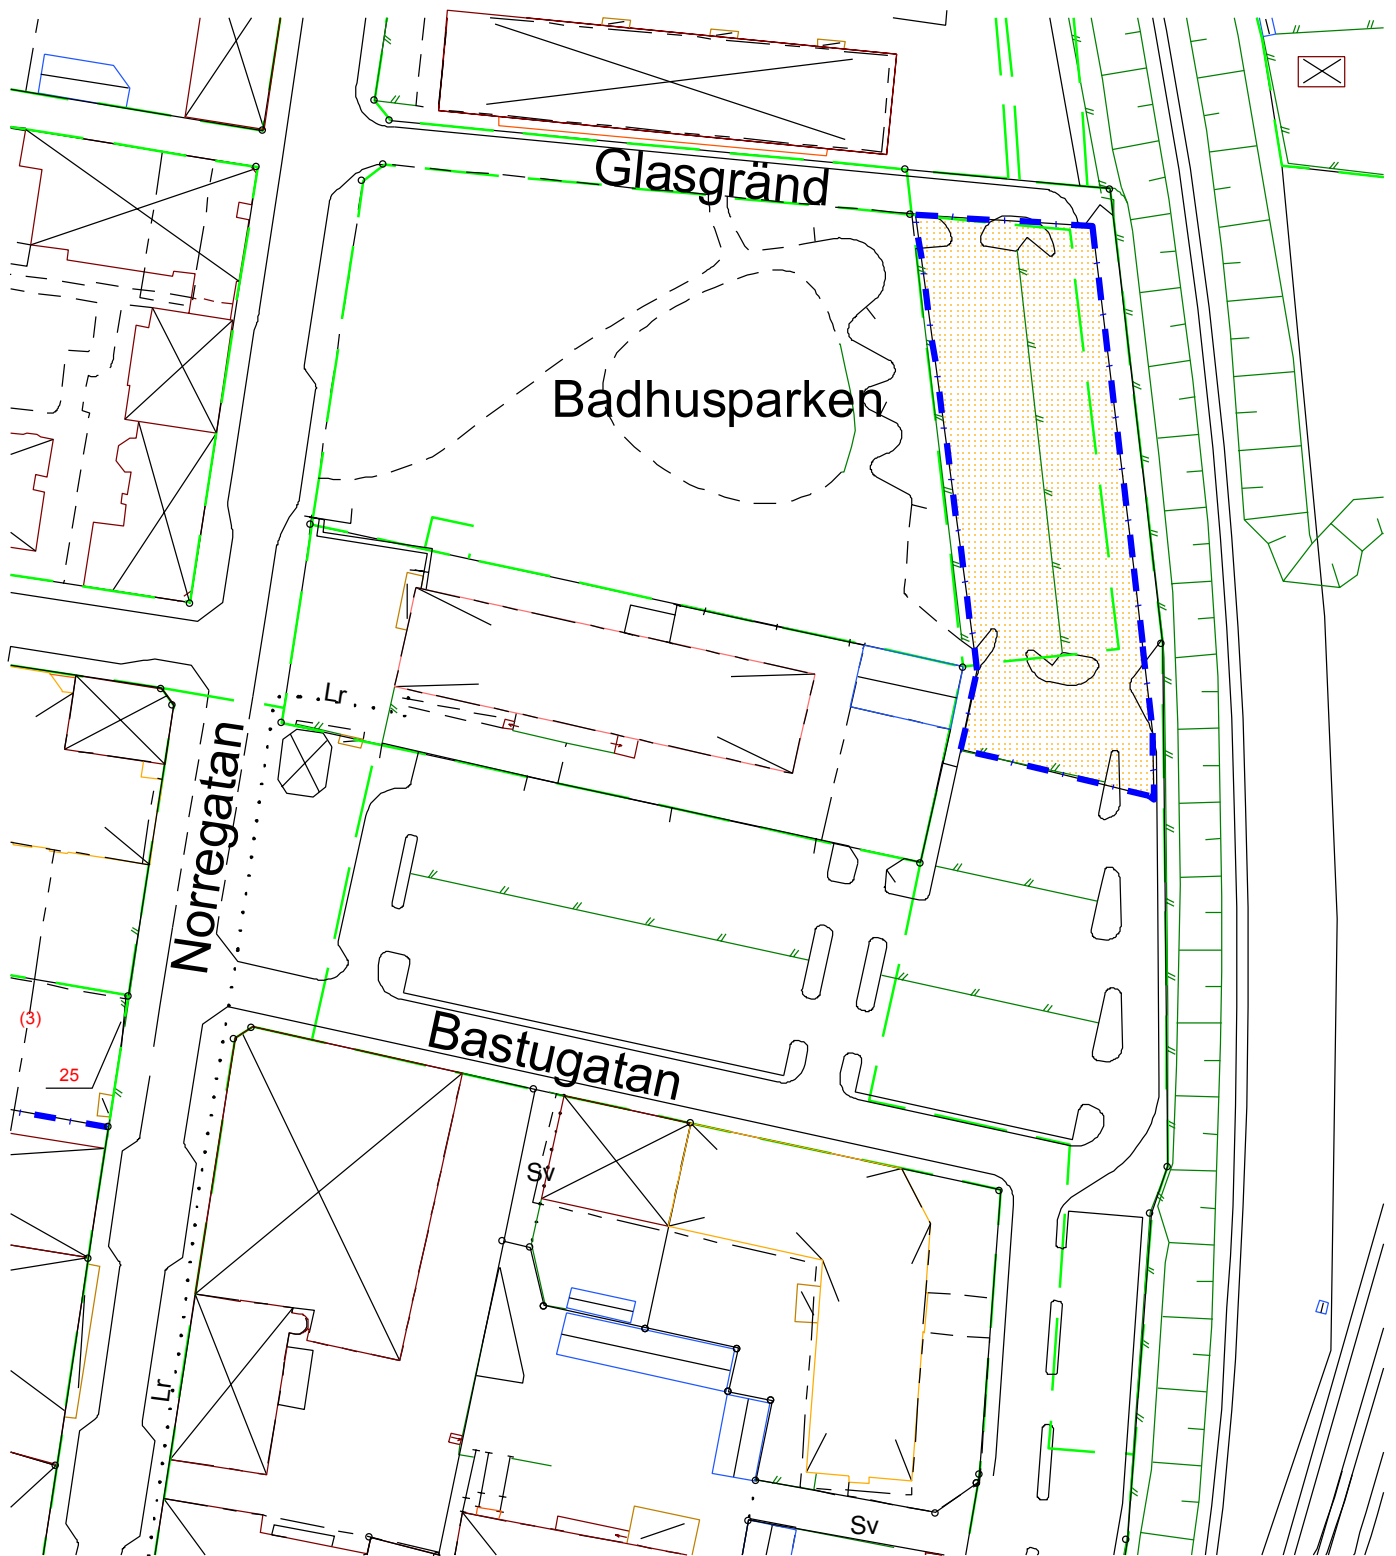 Glasgränd
Badhusparken
Lr
Norregatan
(3)
25
Bastugatan
Sv
Lr
Sv